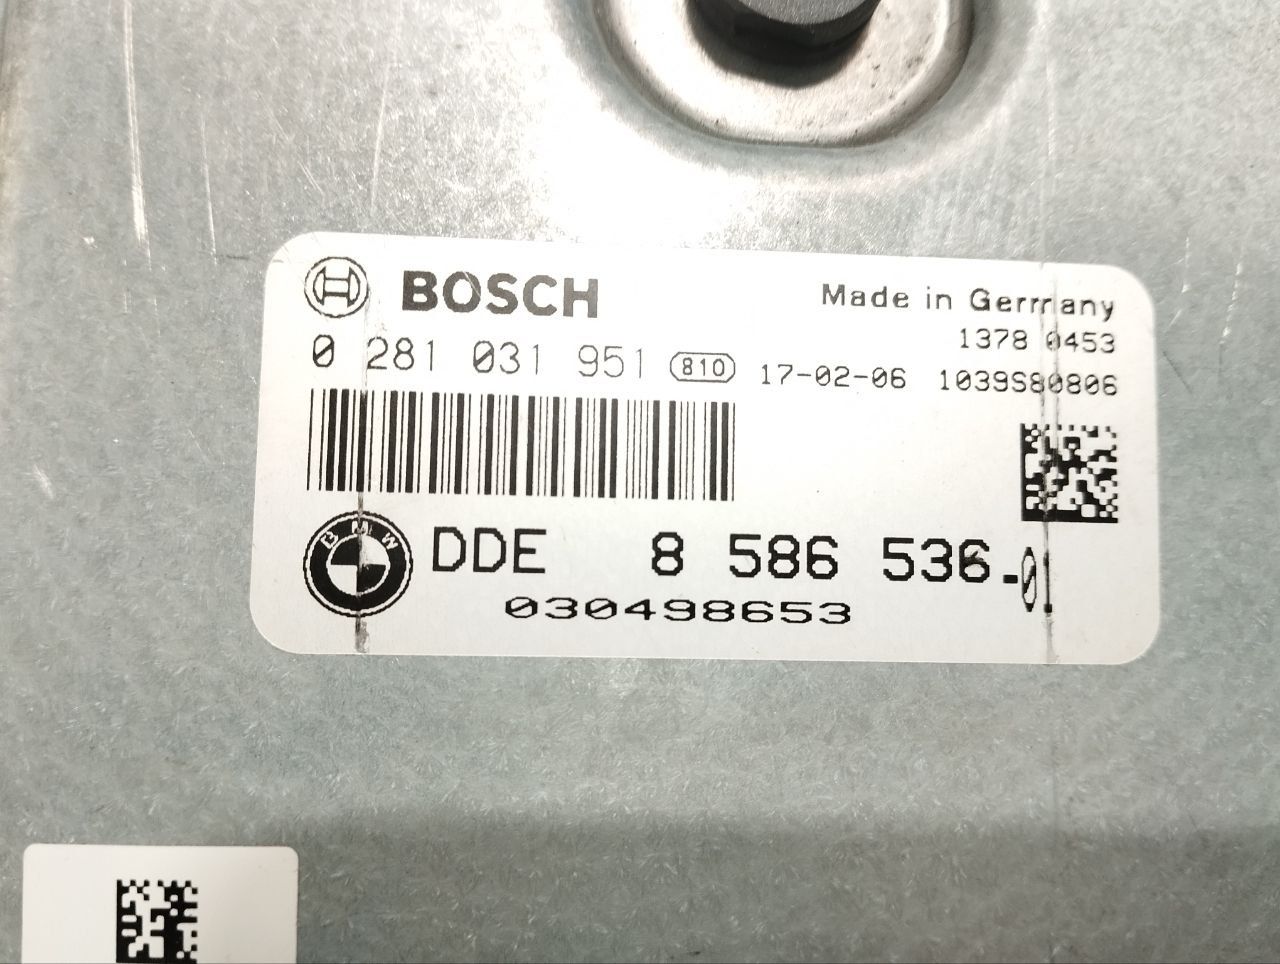 BOSCH
Made in Germany
1378 0453
0 281 031 951 810 17-02-06 1039S80806
BMW DDE 8 586 536-01
030498653